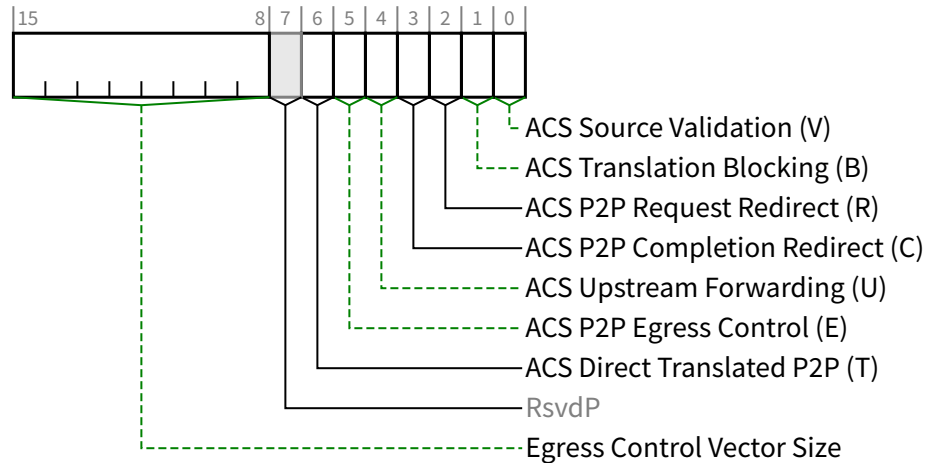 15 8 7 6 5 4 3 2 1 0
ACS Source Validation (V)
ACS Translation Blocking (B)
ACS P2P Request Redirect (R)
ACS P2P Completion Redirect (C)
ACS Upstream Forwarding (U)
ACS P2P Egress Control (E)
ACS Direct Translated P2P (T)
RsvdP
Egress Control Vector Size